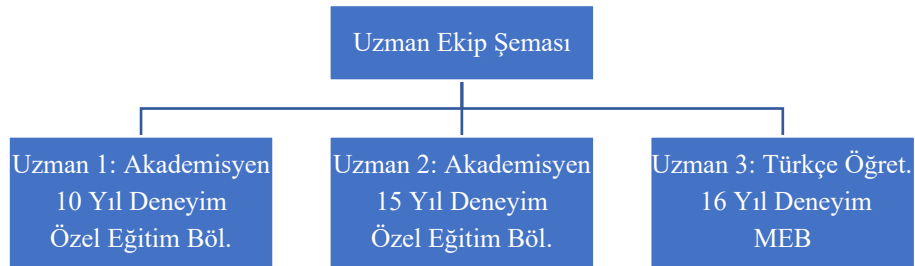 Uzman Ekip Şeması
Uzman 1: Akademisyen
10 Yıl Deneyim
Özel Eğitim Böl.
Uzman 2: Akademisyen
15 Yıl Deneyim
Özel Eğitim Böl.
Uzman 3: Türkçe Öğret.
16 Yıl Deneyim
MEB